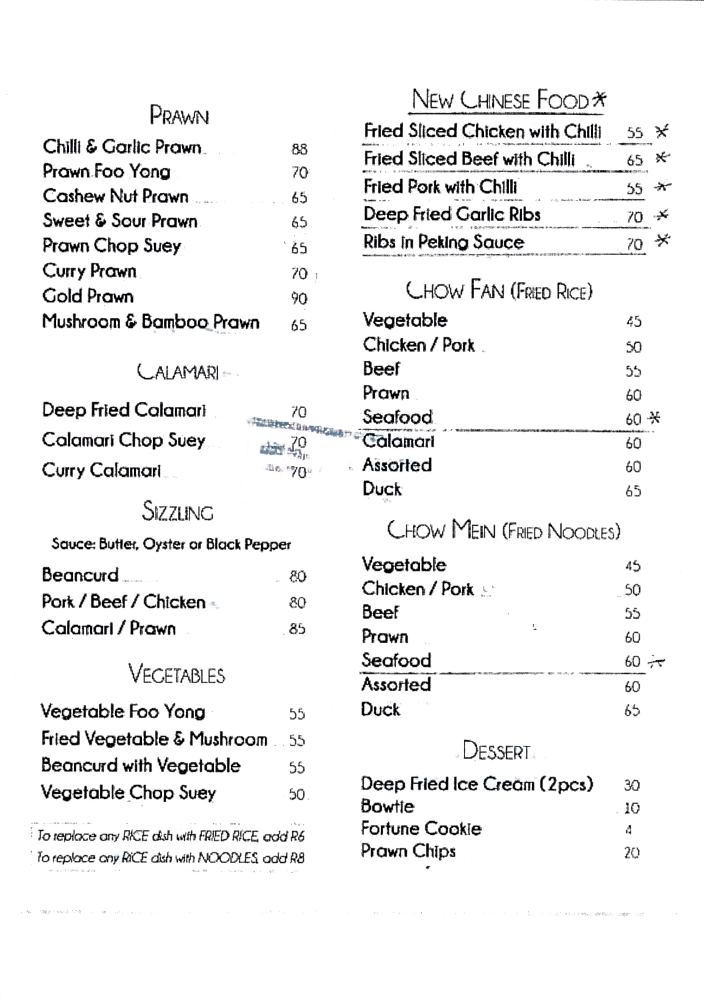 PRAWN
Chilli & Garlic Prawn 88
Prawn Foo Yong 70
Cashew Nut Prawn 65
Sweet & Sour Prawn 65
Prawn Chop Suey 65
Curry Prawn 70
Gold Prawn 90
Mushroom & Bamboo Prawn 65
CALAMARI
Deep Fried Calamari 70
Calamari Chop Suey 70
Curry Calamari 70
SIZZLING
Sauce: Butter, Oyster or Black Pepper
Beancurd 80
Pork / Beef / Chicken 80
Calamari / Prawn 85
VEGETABLES
Vegetable Foo Yong 55
Fried Vegetable & Mushroom 55
Beancurd with Vegetable 55
Vegetable Chop Suey 50
To replace any RICE dish with FRIED RICE, add R6
To replace any RICE dish with NOODLES, add R8
NEW CHINESE FOOD *
Fried Sliced Chicken with Chilli 55 *
Fried Sliced Beef with Chilli 65 *
Fried Pork with Chilli 55 *
Deep Fried Garlic Ribs 70 *
Ribs in Peking Sauce 70 *
CHOW FAN (FRIED RICE)
Vegetable 45
Chicken / Pork 50
Beef 55
Prawn 60
Seafood 60 *
Calamari 60
Assorted 60
Duck 65
CHOW MEIN (FRIED NOODLES)
Vegetable 45
Chicken / Pork 50
Beef 55
Prawn 60
Seafood 60 *
Assorted 60
Duck 65
DESSERT
Deep Fried Ice Cream (2pcs) 30
Bowtie 10
Fortune Cookie 4
Prawn Chips 20